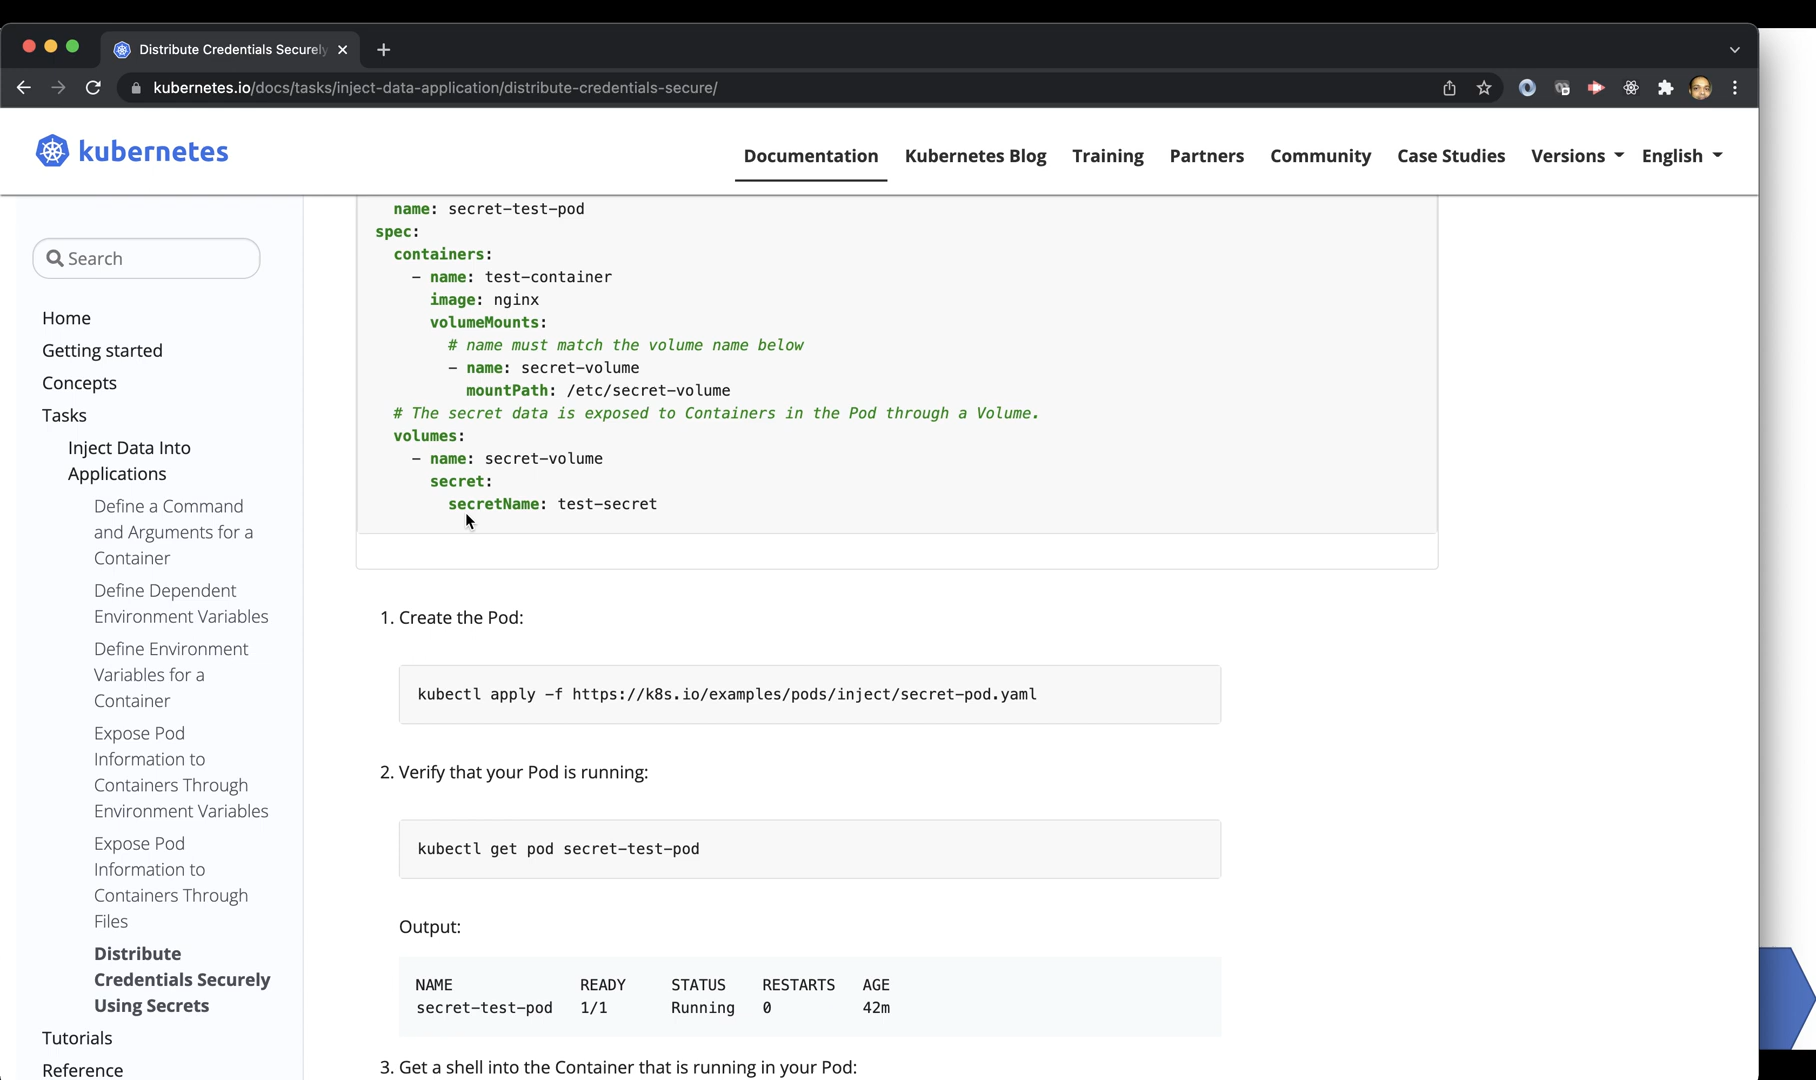 Distribute Credentials Securely
kubernetes.io/docs/tasks/inject-data-application/distribute-credentials-secure/
kubernetes
Documentation
Kubernetes Blog
Training
Partners
Community
Case Studies
Versions
English
Search
Home
Getting started
Concepts
Tasks
Inject Data Into
Applications
Define a Command
and Arguments for a
Container
Define Dependent
Environment Variables
Define Environment
Variables for a
Container
Expose Pod
Information to
Containers Through
Environment Variables
Expose Pod
Information to
Containers Through
Files
Distribute
Credentials Securely
Using Secrets
Tutorials
Reference
name: secret-test-pod
spec:
containers:
- name: test-container
image: nginx
volumeMounts:
# name must match the volume name below
- name: secret-volume
mountPath: /etc/secret-volume
# The secret data is exposed to Containers in the Pod through a Volume.
volumes:
- name: secret-volume
secret:
secretName: test-secret
1. Create the Pod:
kubectl apply -f https://k8s.io/examples/pods/inject/secret-pod.yaml
2. Verify that your Pod is running:
kubectl get pod secret-test-pod
Output:
NAME READY STATUS RESTARTS AGE
secret-test-pod 1/1 Running 0 42m
3. Get a shell into the Container that is running in your Pod: